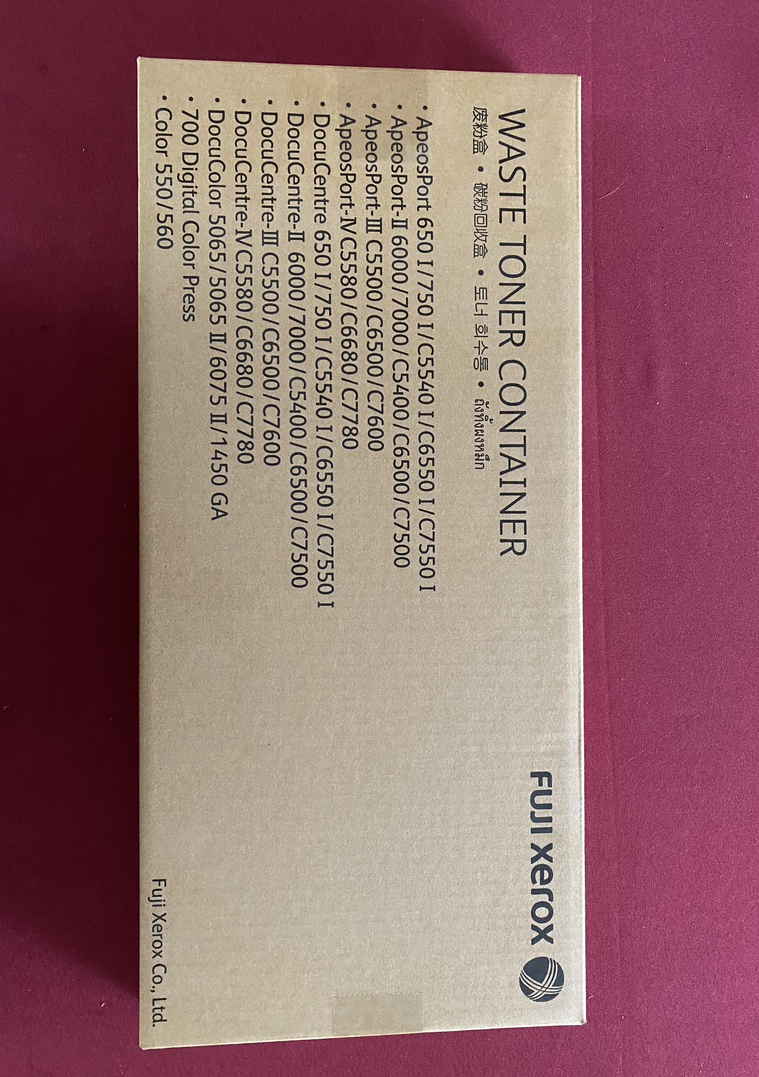 WASTE TONER CONTAINER
废粉盒 • 碳粉回收盒 • 토너 회수통 • ถังทิ้งผงหมึก
• ApeosPort 650 I/750 I/C5540 I/C6550 I/C7550 I
• ApeosPort-Ⅱ 6000/7000/C5400/C6500/C7500
• ApeosPort-Ⅲ C5500/C6500/C7600
• ApeosPort-Ⅳ C5580/C6680/C7780
• DocuCentre 650 I/750 I/C5540 I/C6550 I/C7550 I
• DocuCentre-Ⅱ 6000/7000/C5400/C6500/C7500
• DocuCentre-Ⅲ C5500/C6500/C7600
• DocuCentre-Ⅳ C5580/C6680/C7780
• DocuColor 5065/5065 Ⅱ/6075 Ⅱ/1450 GA
• 700 Digital Color Press
• Color 550/560
FUJI xerox
Fuji Xerox Co., Ltd.